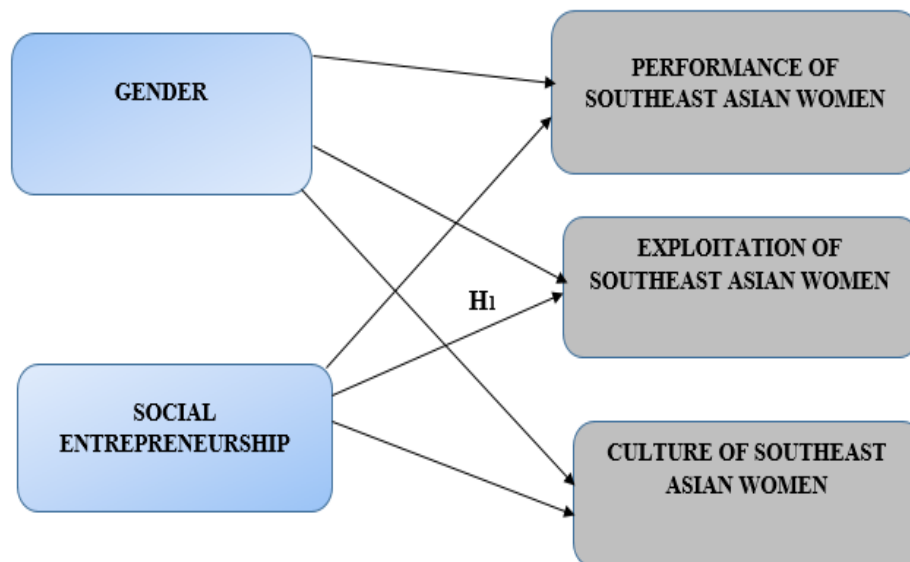 GENDER
PERFORMANCE OF
SOUTHEAST ASIAN WOMEN
EXPLOITATION OF
SOUTHEAST ASIAN WOMEN
H1
SOCIAL
ENTREPRENEURSHIP
CULTURE OF SOUTHEAST
ASIAN WOMEN